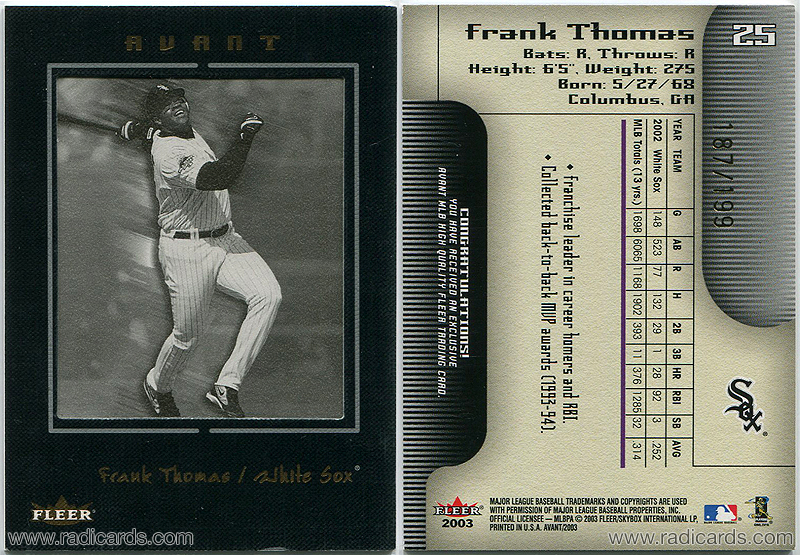 AVANT
Frank Thomas / White Sox
FLEER
www.radicards.com
Frank Thomas
25
Bats: R, Throws: R
Height: 6'5", Weight: 275
Born: 5/27/68
Columbus, GA
187/199
YEAR TEAM G AB R H 2B 3B HR RBI SB AVG
2002 White Sox 148 523 77 132 29 1 28 92 3 .252
MLB Totals (13 yrs.) 1698 6065 1168 1902 393 11 376 1285 32 .314
• Franchise leader in career homers and RBI.
• Collected back-to-back MVP awards (1993-94).
CONGRATULATIONS!
YOU HAVE RECEIVED AN EXCLUSIVE
AVANT MLB HIGH QUALITY FLEER TRADING CARD.
Sox
FLEER
2003
MAJOR LEAGUE BASEBALL TRADEMARKS AND COPYRIGHTS ARE USED
WITH PERMISSION OF MAJOR LEAGUE BASEBALL PROPERTIES, INC.
OFFICIAL LICENSEE – MLBPA © 2003 FLEER/SKYBOX INTERNATIONAL LP,
PRINTED IN U.S.A. AVANT/2003
www.radicards.com